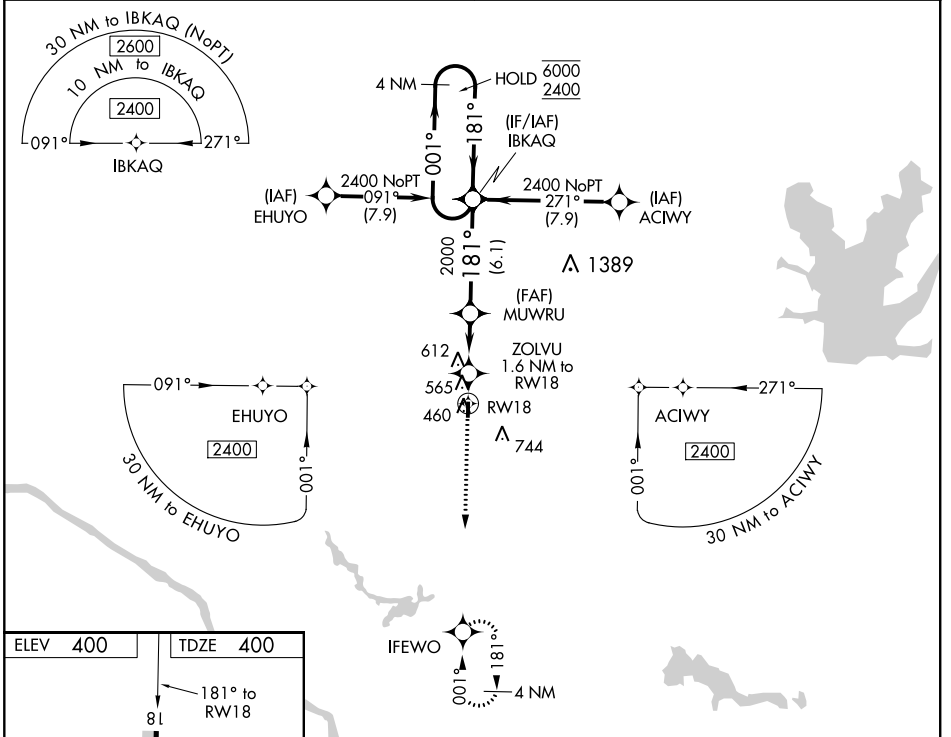 30 NM to IBKAQ (NoPT)
2600
10 NM to IBKAQ
2400
091°
271°
IBKAQ
4 NM
HOLD
6000
2400
001°
181°
(IF/IAF)
IBKAQ
(IAF)
EHUYO
2400 NoPT
091°
(7.9)
2400 NoPT
271°
(7.9)
(IAF)
ACIWY
2000
181°
(6.1)
1389
(FAF)
MUWRU
612
ZOLVU
1.6 NM to
RW18
565
460
RW18
744
091°
EHUYO
2400
001°
30 NM to EHUYO
271°
ACIWY
2400
001°
30 NM to ACIWY
IFEWO
001°
181°
4 NM
ELEV 400
TDZE 400
181° to
RW18
18